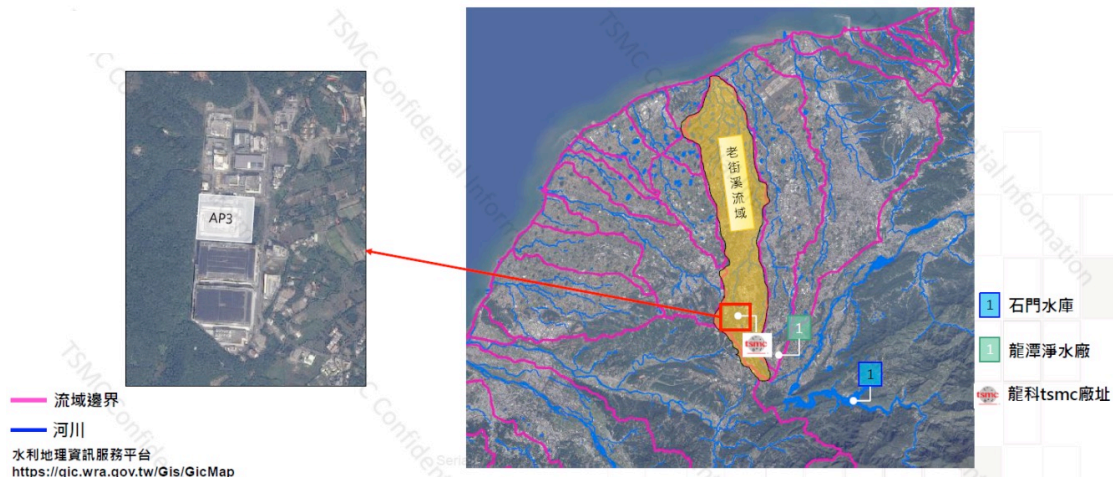 TSMC Confidential Information
TSMC Confidential Information
AP3
老街溪流域
1
tsmc
1
1 石門水庫
1 龍潭淨水廠
tsmc 龍科tsmc廠址
流域邊界
河川
水利地理資訊服務平台
https://gic.wra.gov.tw/Gis/GicMap